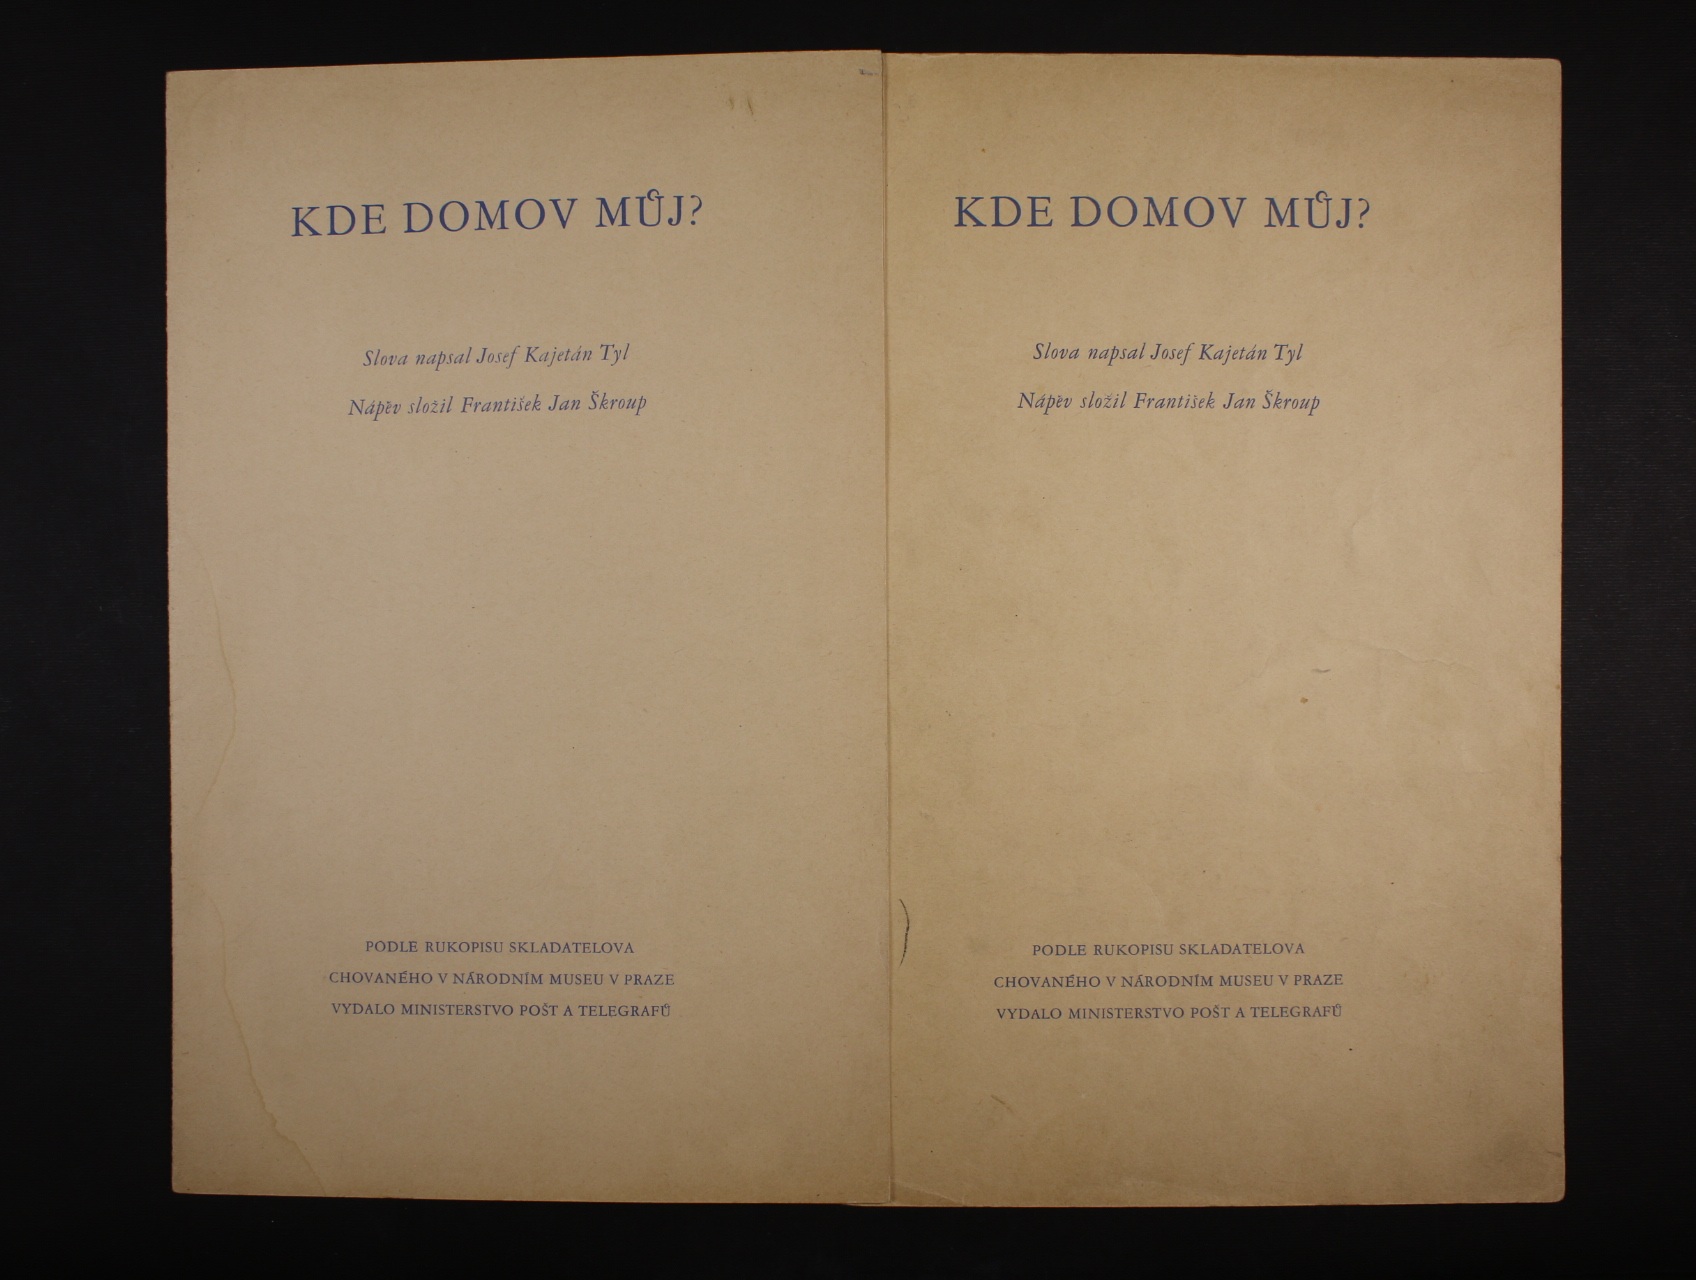 KDE DOMOV MŮJ?
Slova napsal Josef Kajetán Tyl
Nápěv složil František Jan Škroup
PODLE RUKOPISU SKLADATELOVA
CHOVANÉHO V NÁRODNÍM MUSEU V PRAZE
VYDALO MINISTERSTVO POŠT A TELEGRAFŮ
KDE DOMOV MŮJ?
Slova napsal Josef Kajetán Tyl
Nápěv složil František Jan Škroup
PODLE RUKOPISU SKLADATELOVA
CHOVANÉHO V NÁRODNÍM MUSEU V PRAZE
VYDALO MINISTERSTVO POŠT A TELEGRAFŮ